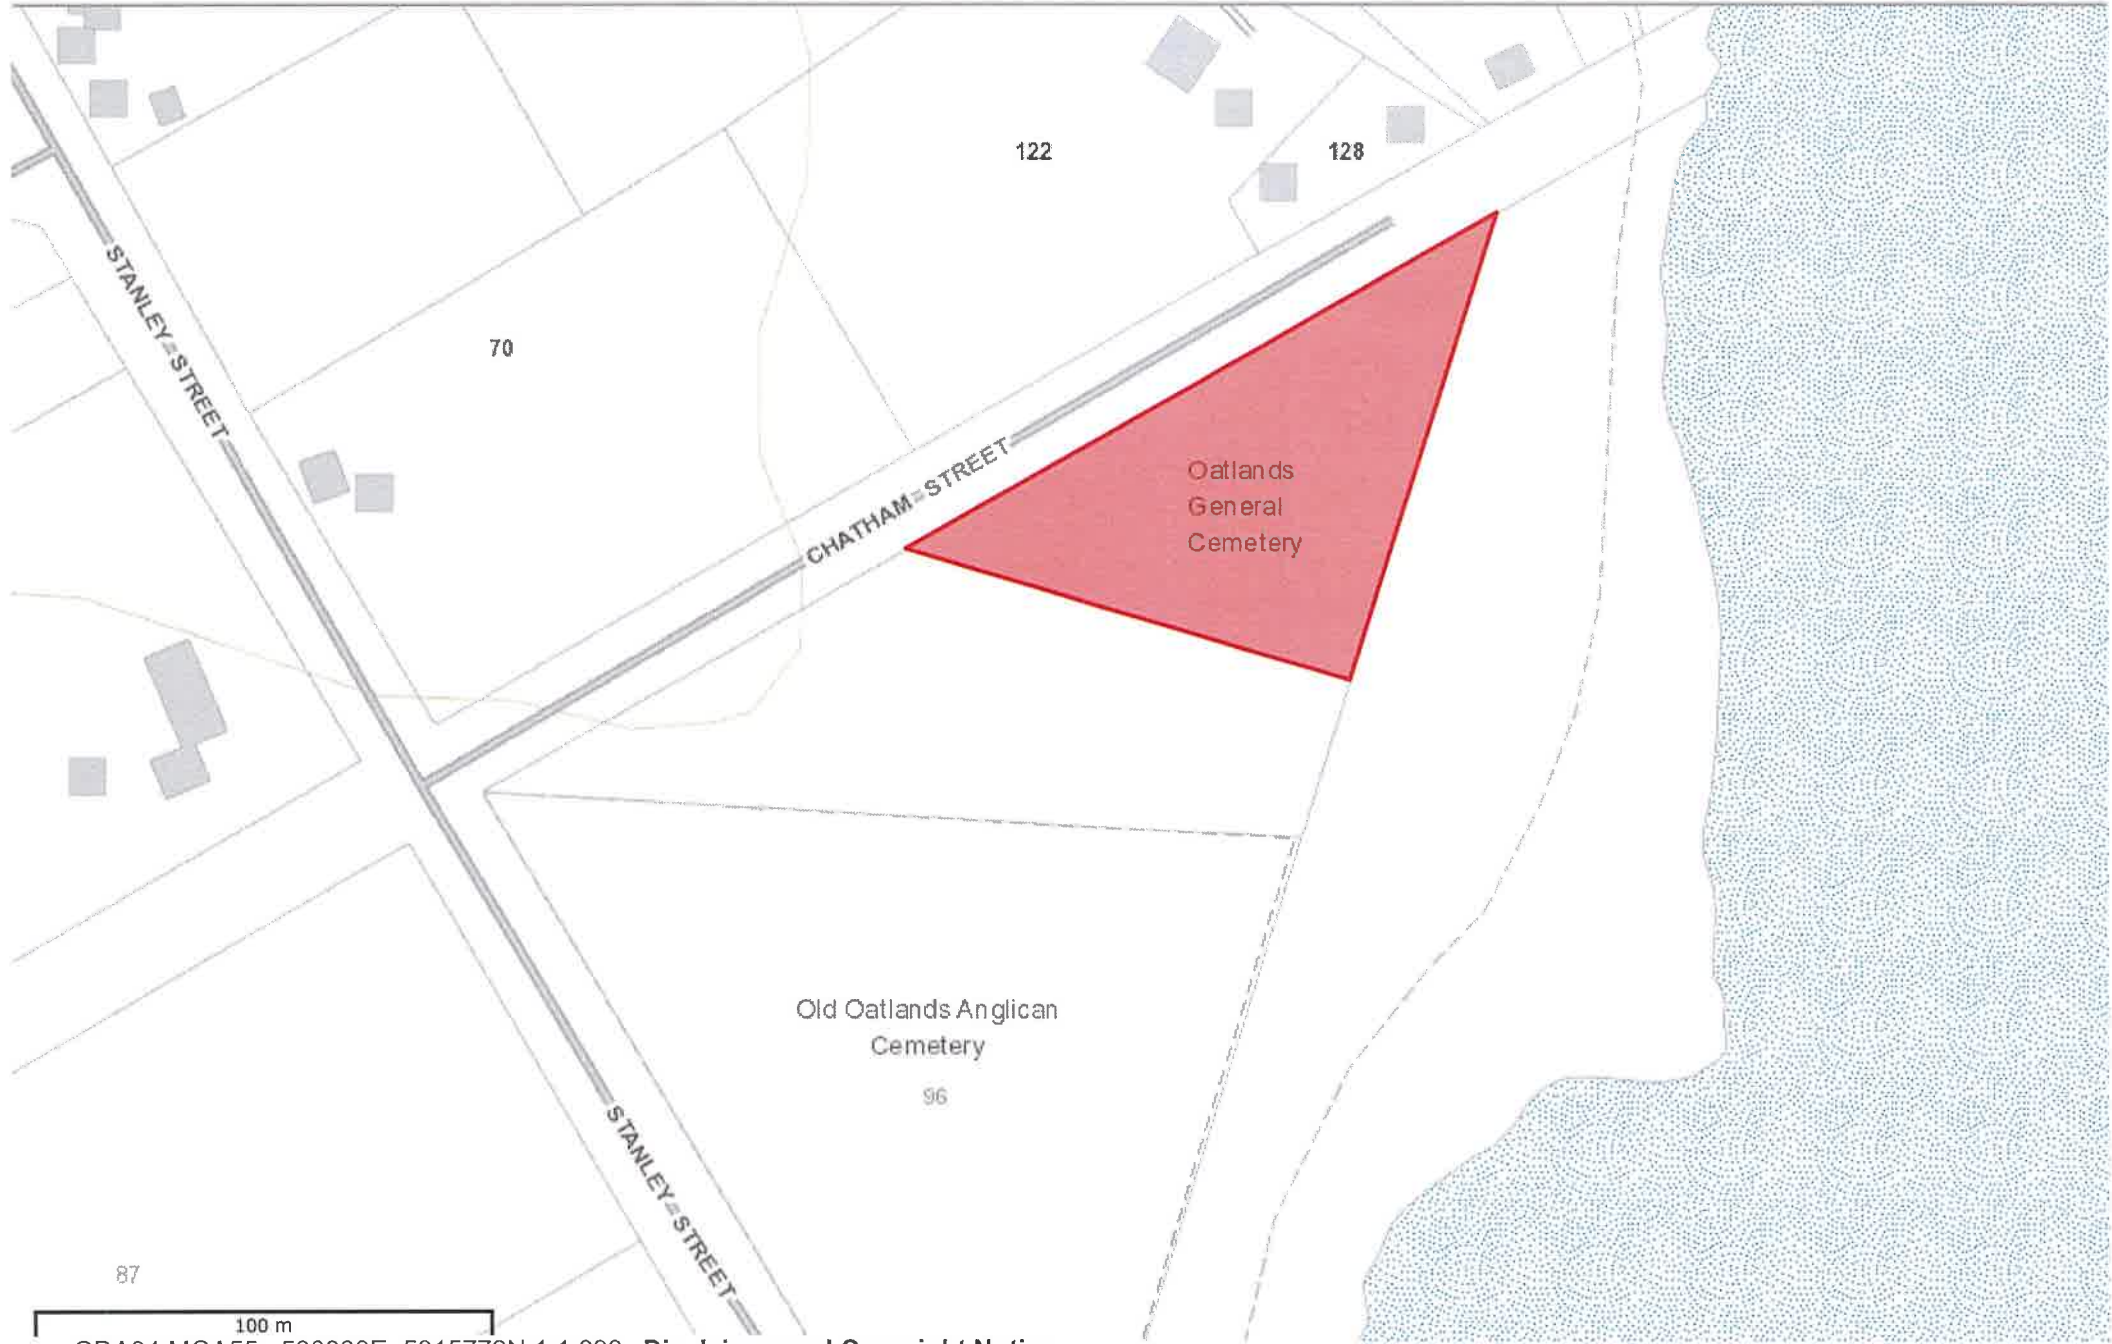 122
128
STANLEY STREET
70
CHATHAM STREET
Oatlands
General
Cemetery
Old Oatlands Anglican
Cemetery
96
STANLEY STREET
87
100 m